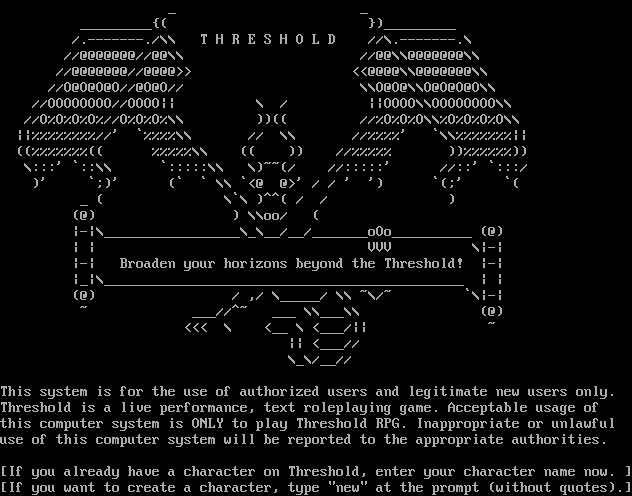 T H R E S H O L D
Broaden your horizons beyond the Threshold!
This system is for the use of authorized users and legitimate new users only.
Threshold is a live performance, text roleplaying game. Acceptable usage of
this computer system is ONLY to play Threshold RPG. Inappropriate or unlawful
use of this computer system will be reported to the appropriate authorities.
[If you already have a character on Threshold, enter your character name now. ]
[If you want to create a character, type "new" at the prompt (without quotes).]